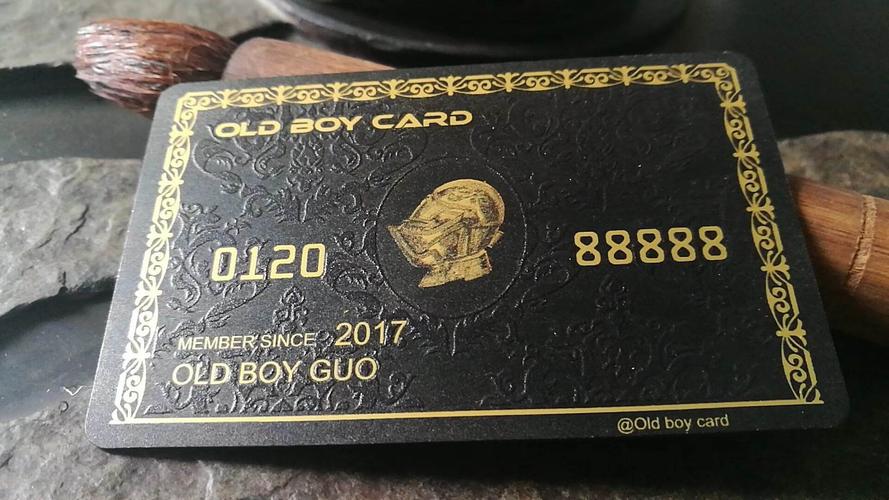 OLD BOY CARD
0120 88888
MEMBER SINCE 2017
OLD BOY GUO
@Old boy card